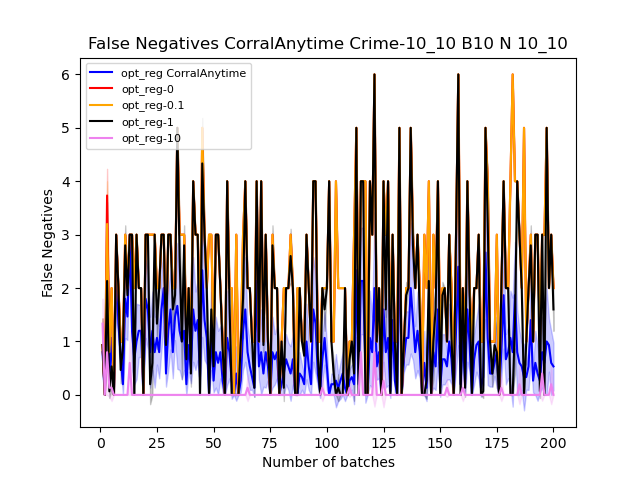 False Negatives CorralAnytime Crime-10_10 B10 N 10_10
opt_reg CorralAnytime
opt_reg-0
opt_reg-0.1
opt_reg-1
opt_reg-10
6
5
4
3
2
1
0
False Negatives
0 25 50 75 100 125 150 175 200
Number of batches